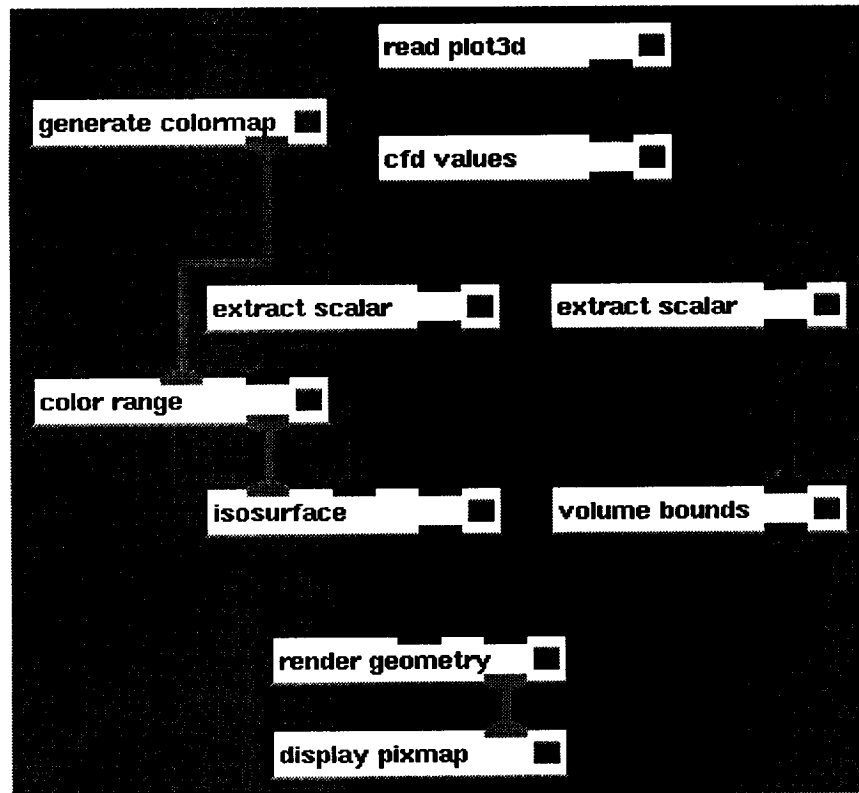 read plot3d
generate colormap
cfd values
extract scalar
extract scalar
color range
isosurface
volume bounds
render geometry
display pixmap